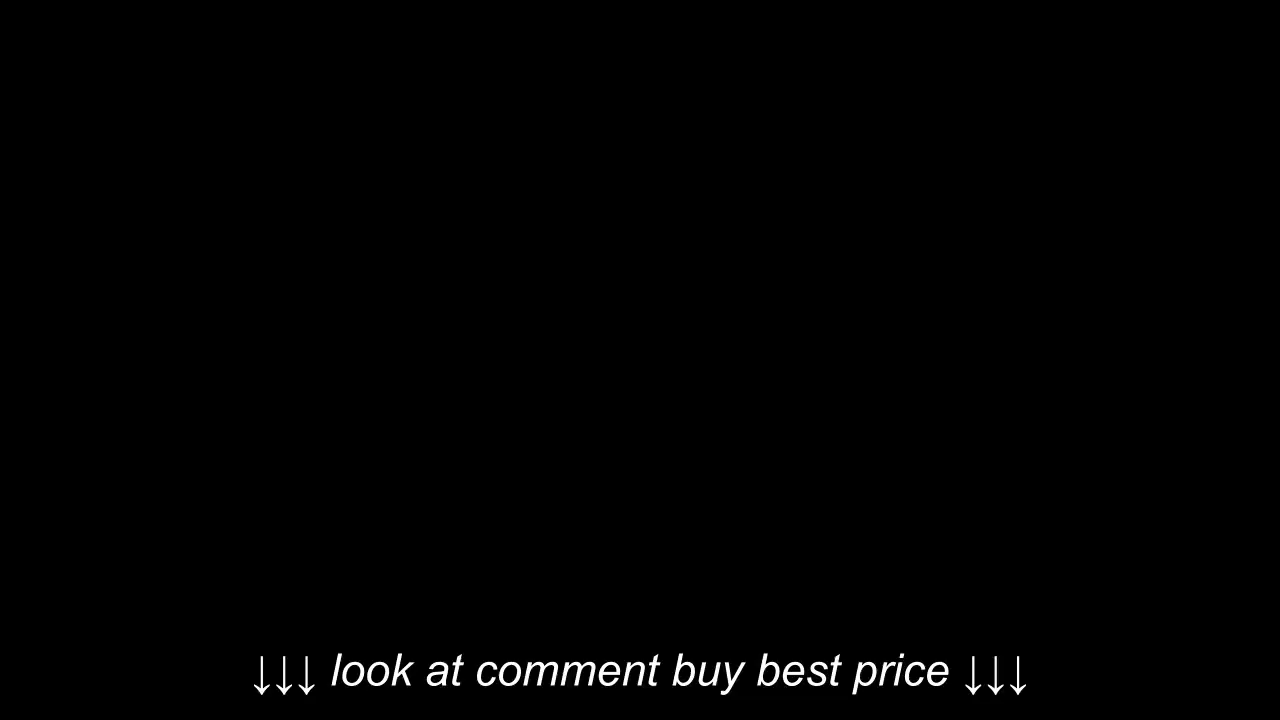 ↓↓↓ look at comment buy best price ↓↓↓